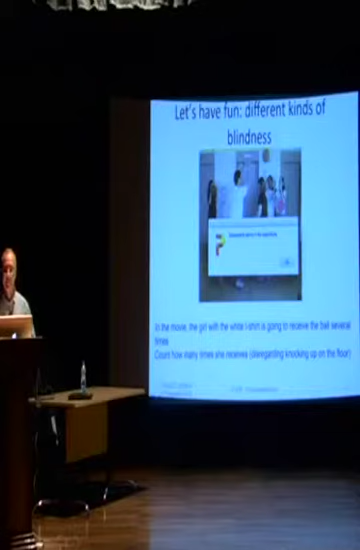 Let's have fun: different kinds of
blindness
In the movie, the girl with the white t-shirt is going to receive the ball several
times
Count how many times she receives (disregarding knocking up on the floor)